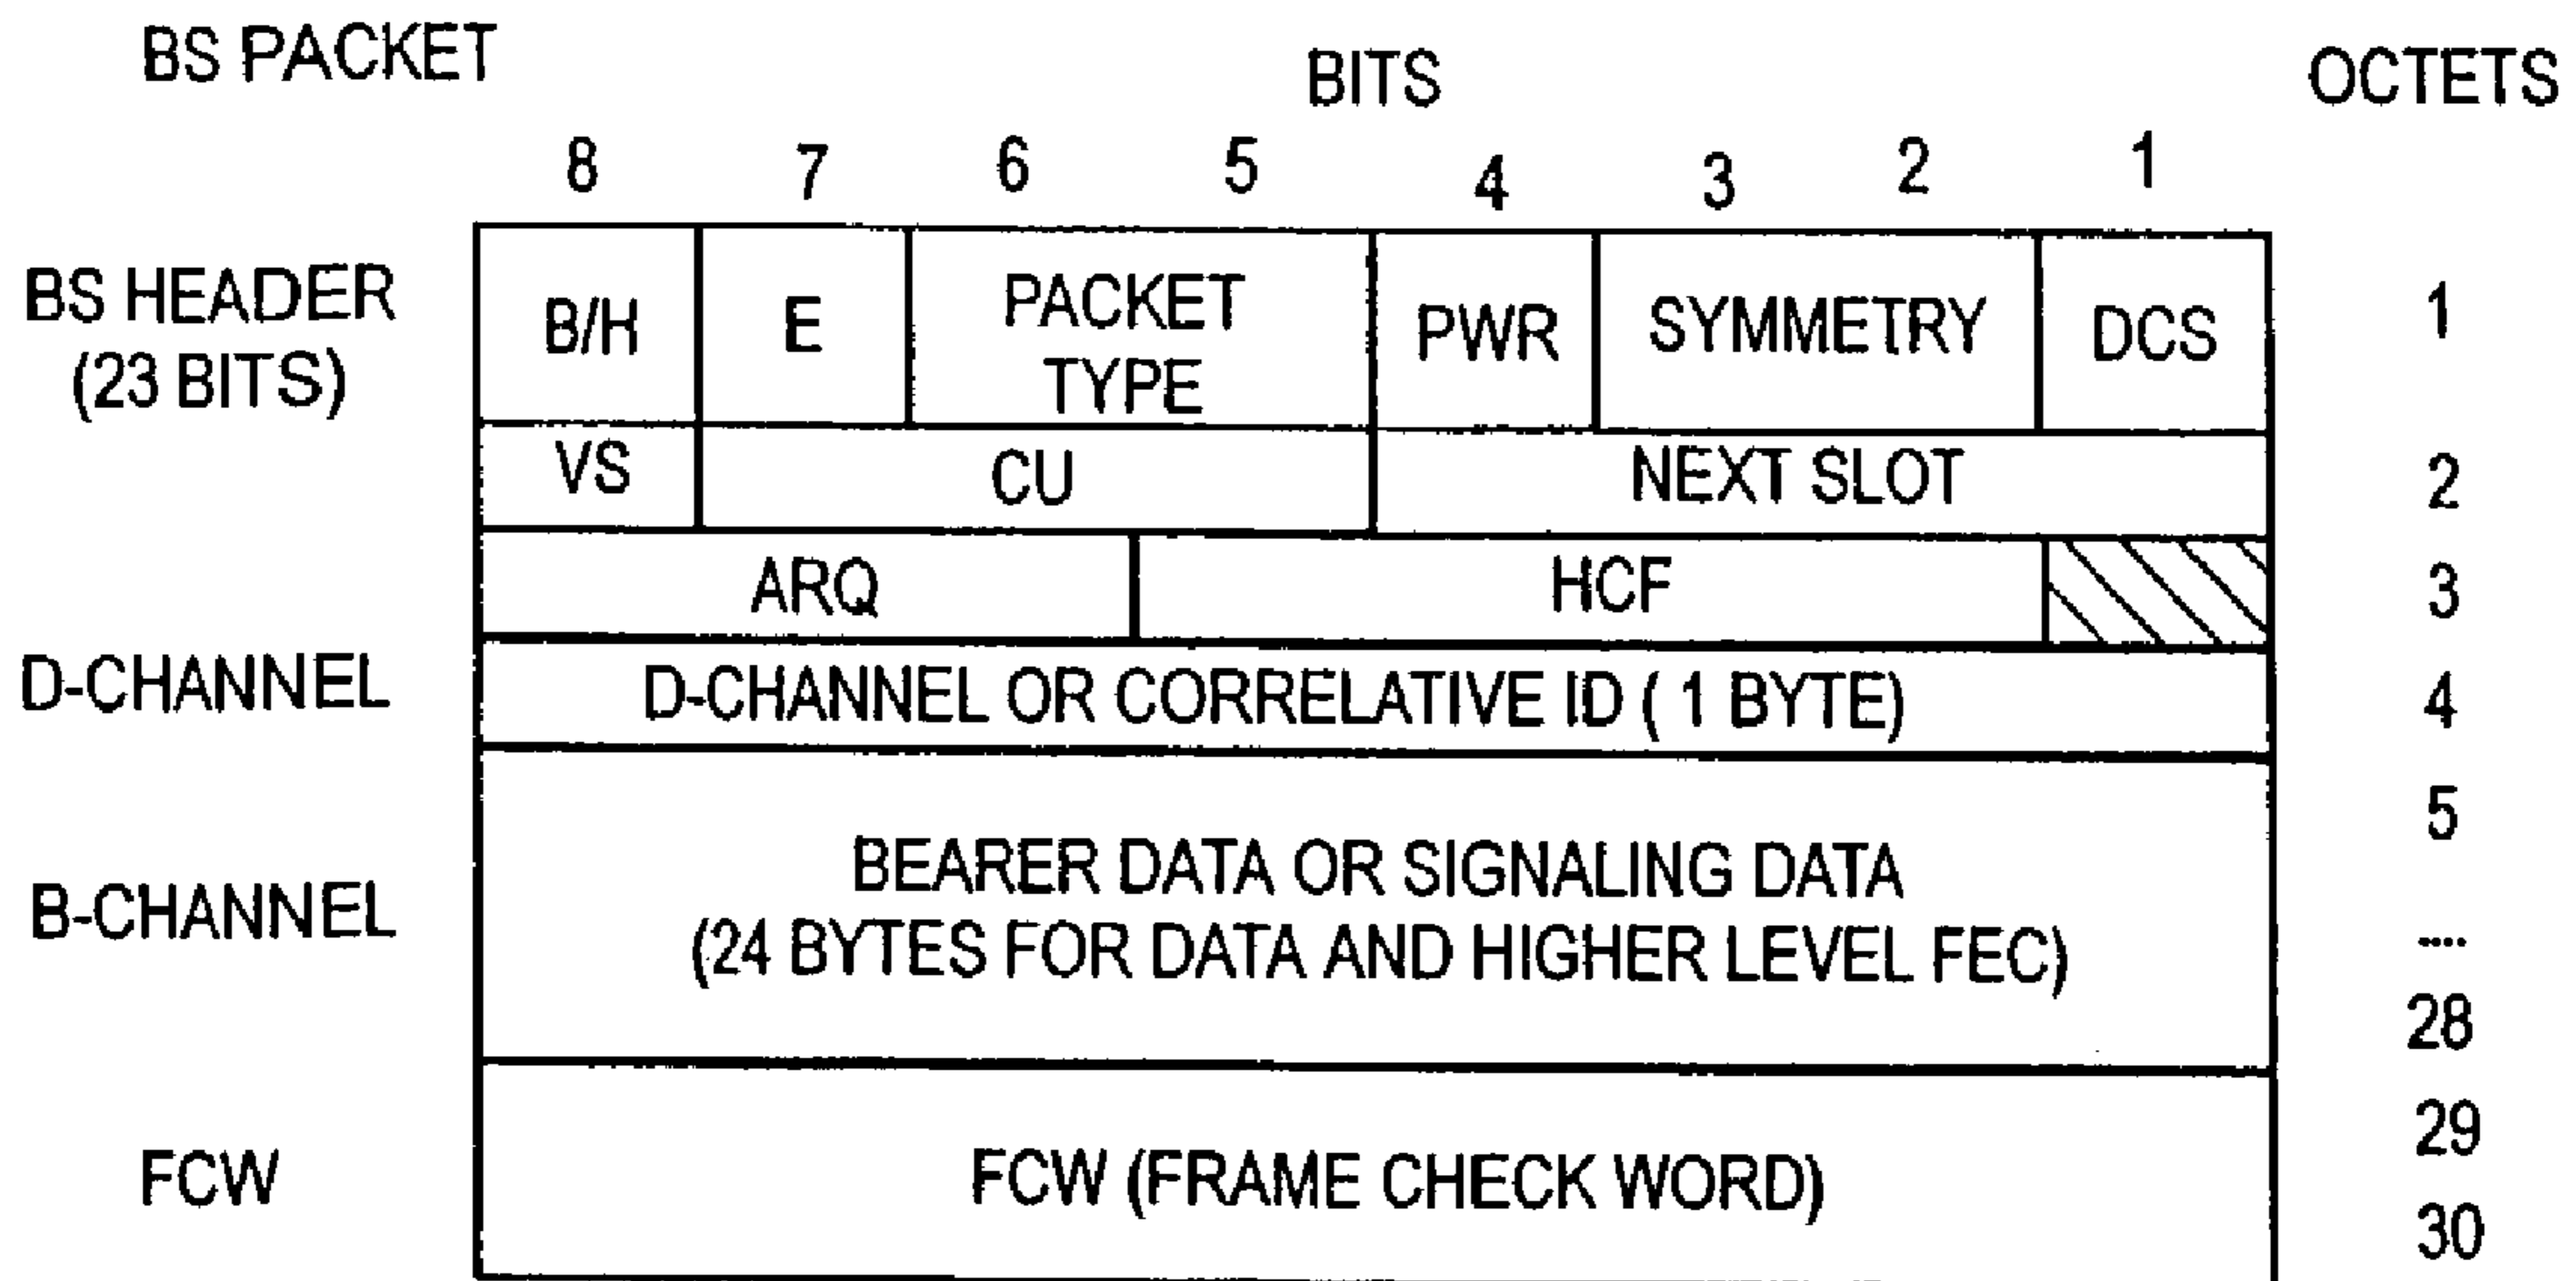 BS PACKET
BITS
OCTETS
8 7 6 5 4 3 2 1
BS HEADER
(23 BITS)
B/H
E
PACKET
TYPE
PWR
SYMMETRY
DCS
1
VS
CU
NEXT SLOT
2
ARQ
HCF
3
D-CHANNEL
D-CHANNEL OR CORRELATIVE ID ( 1 BYTE)
4
B-CHANNEL
BEARER DATA OR SIGNALING DATA
(24 BYTES FOR DATA AND HIGHER LEVEL FEC)
5
....
28
FCW
FCW (FRAME CHECK WORD)
29
30